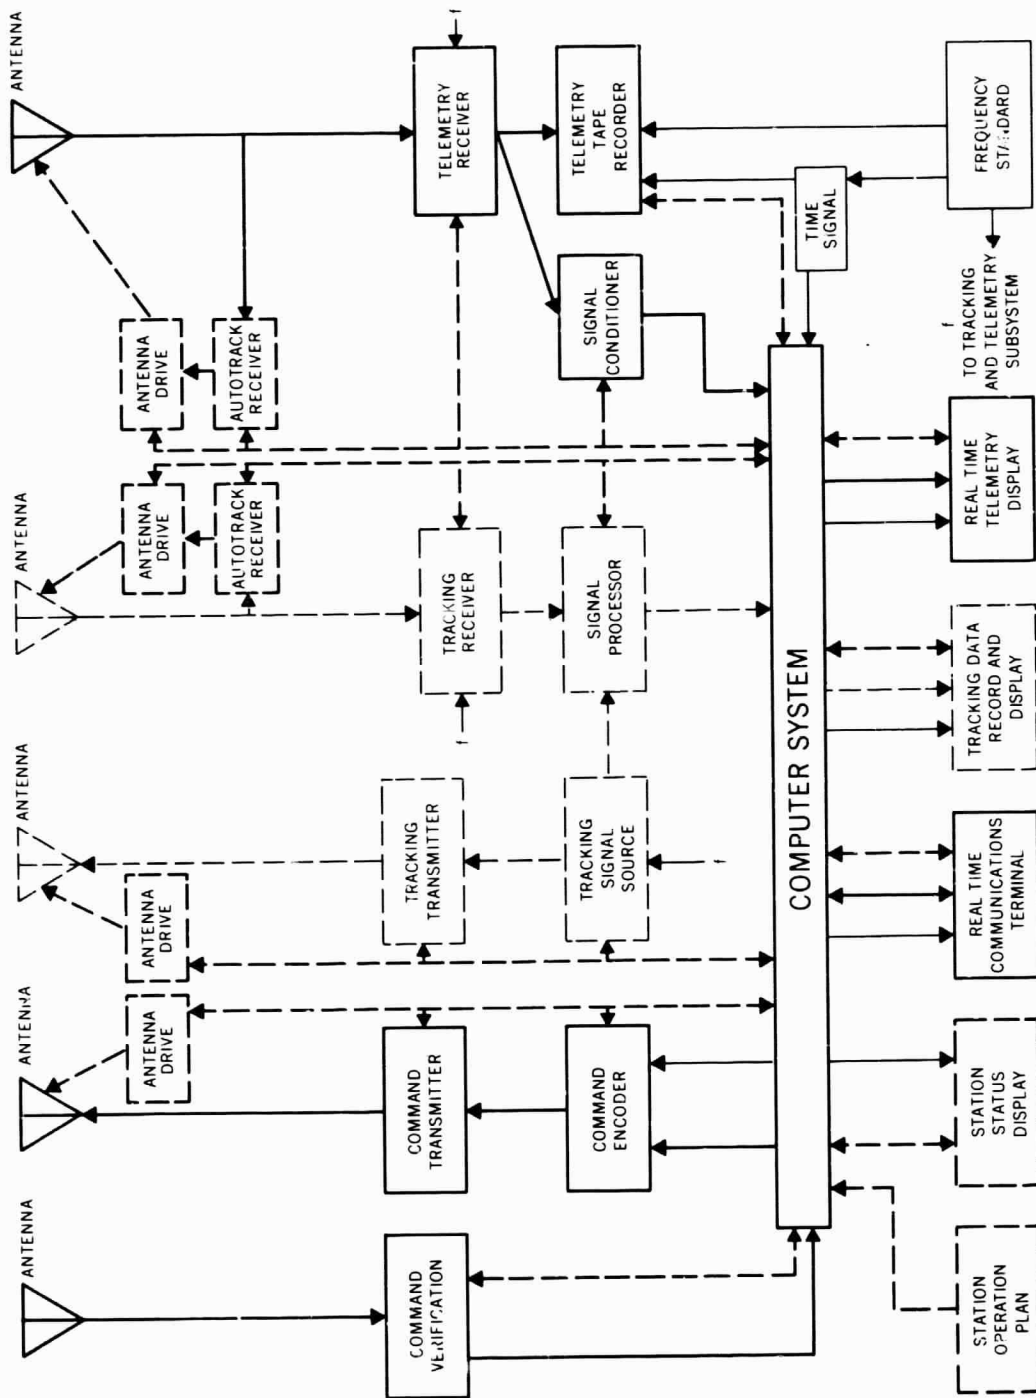 ANTENNA
ANTENNA
ANTENNA
ANTENNA
ANTENNA
ANTENNA
DRIVE
ANTENNA
DRIVE
ANTENNA
DRIVE
ANTENNA
DRIVE
AUTOTRACK
RECEIVER
AUTOTRACK
RECEIVER
COMMAND
VERIFICATION
COMMAND
TRANSMITTER
TRACKING
TRANSMITTER
f
TRACKING
RECEIVER
TELEMETRY
RECEIVER
f
COMMAND
ENCODER
TRACKING
SIGNAL
SOURCE
f
SIGNAL
PROCESSOR
SIGNAL
CONDITIONER
TELEMETRY
TAPE
RECORDER
COMPUTER SYSTEM
TIME
SIGNAL
STATION
OPERATION
PLAN
STATION
STATUS
DISPLAY
REAL TIME
COMMUNICATIONS
TERMINAL
TRACKING DATA
RECORD AND
DISPLAY
REAL TIME
TELEMETRY
DISPLAY
f
TO TRACKING
AND TELEMETRY
SUBSYSTEM
FREQUENCY
STANDARD